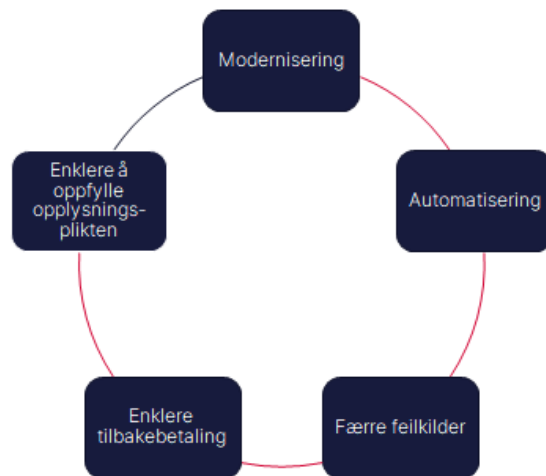 Modernisering
Automatisering
Færre feilkilder
Enklere
tilbakebetaling
Enklere å
oppfylle
opplysnings-
plikten